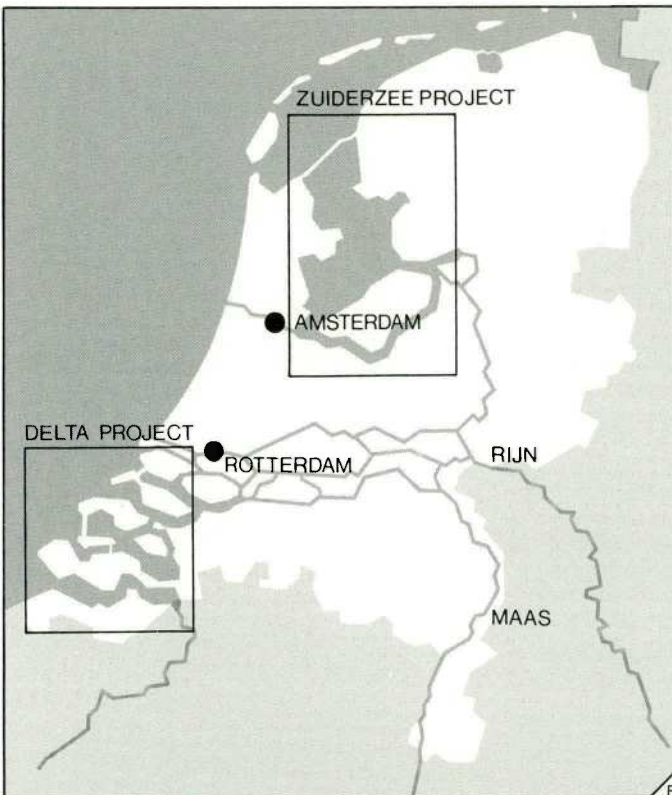 ZUIDERZEE PROJECT
AMSTERDAM
DELTA PROJECT
ROTTERDAM
RIJN
MAAS